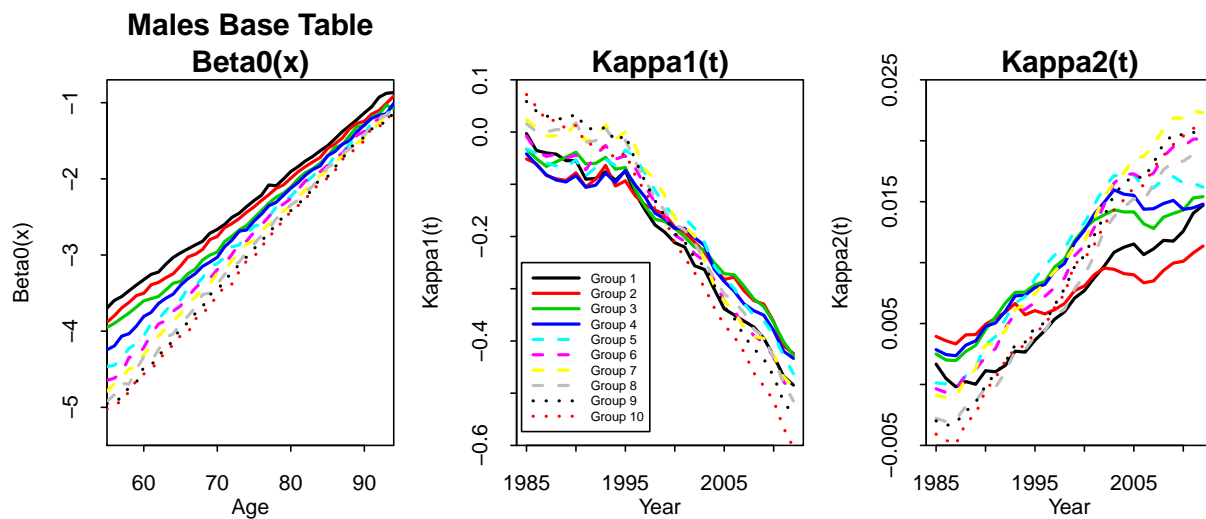 Males Base Table
Beta0(x)
Beta0(x)
−1
−2
−3
−4
−5
60 70 80 90
Age
Kappa1(t)
Kappa1(t)
0.1
0.0
−0.2
−0.4
−0.6
Group 1
Group 2
Group 3
Group 4
Group 5
Group 6
Group 7
Group 8
Group 9
Group 10
1985 1995 2005
Year
Kappa2(t)
Kappa2(t)
0.025
0.015
0.005
−0.005
1985 1995 2005
Year